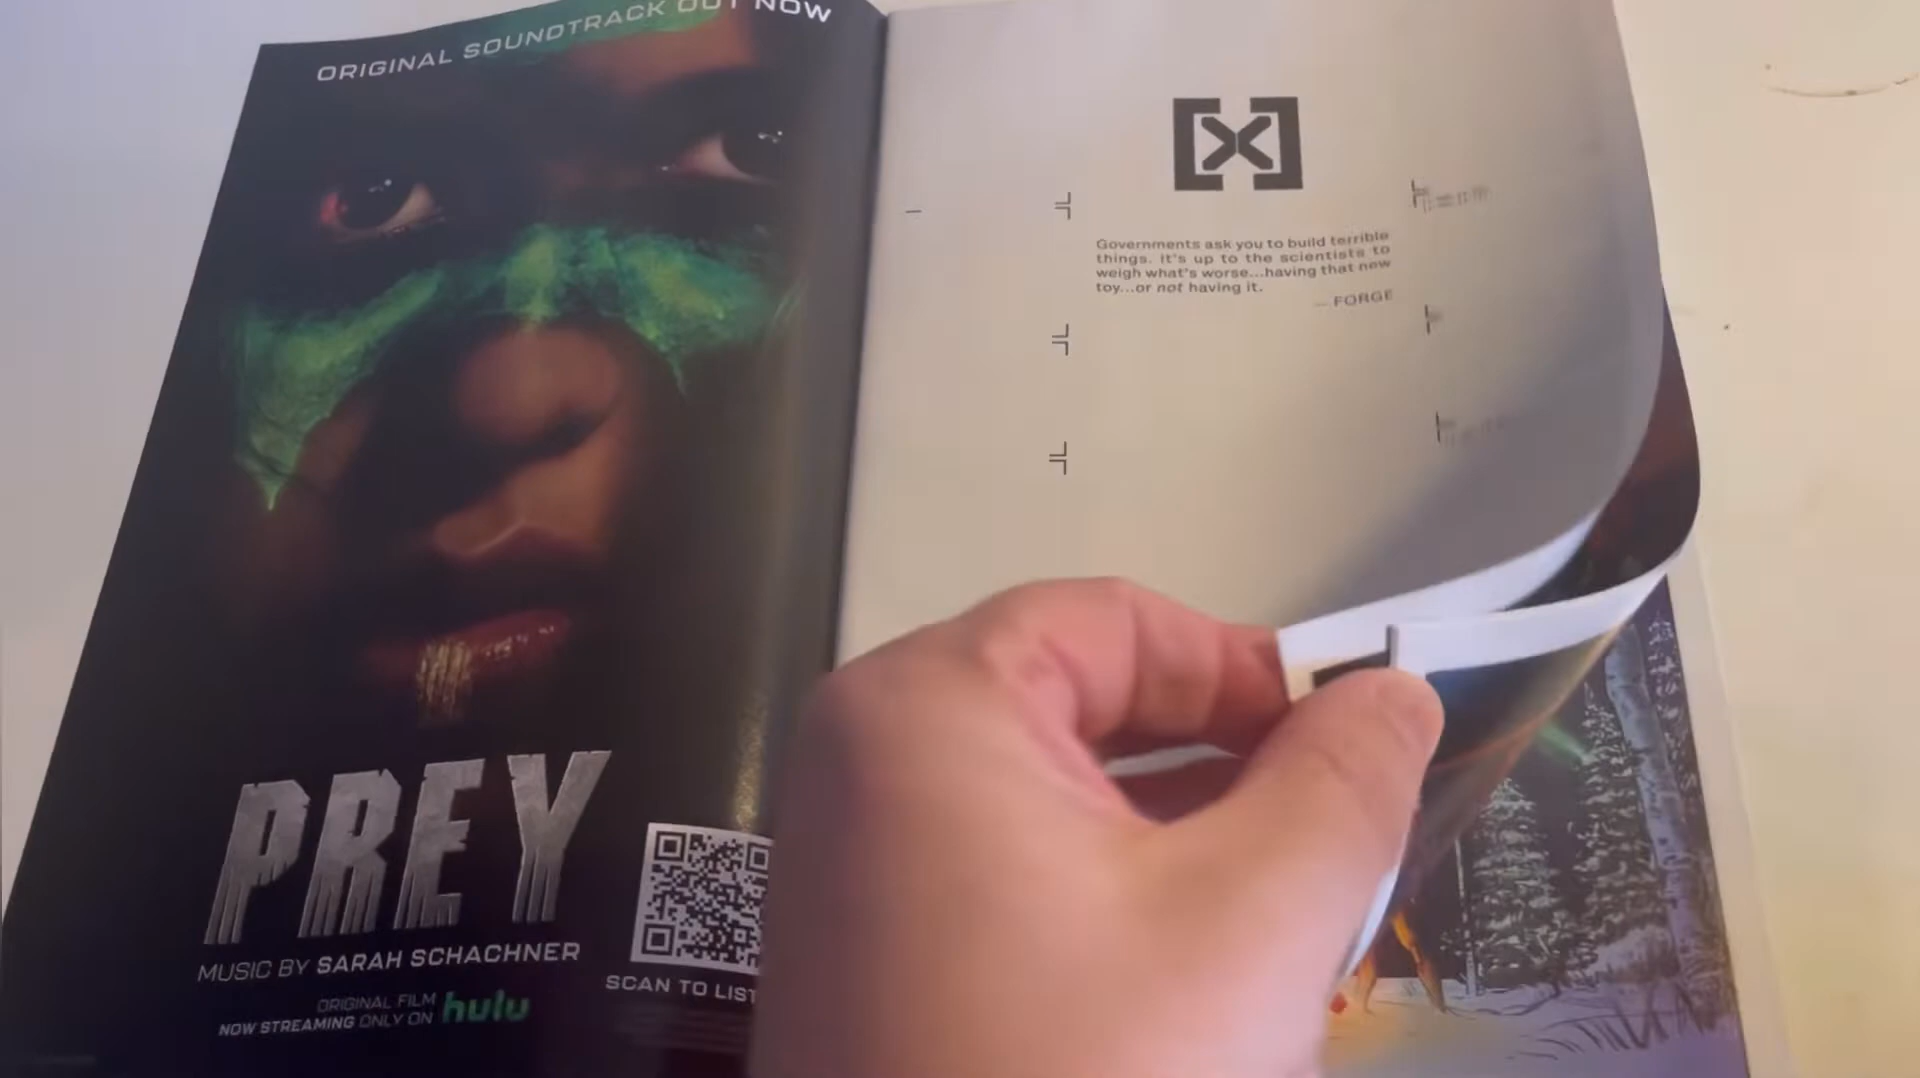 ORIGINAL SOUNDTRACK OUT NOW
PREY
MUSIC BY SARAH SCHACHNER
ORIGINAL FILM
NOW STREAMING ONLY ON hulu
SCAN TO
[X]
Governments ask you to build terrible
things. It's up to the scientists to
weigh what's worse...having that new
toy...or not having it.
— FORGE